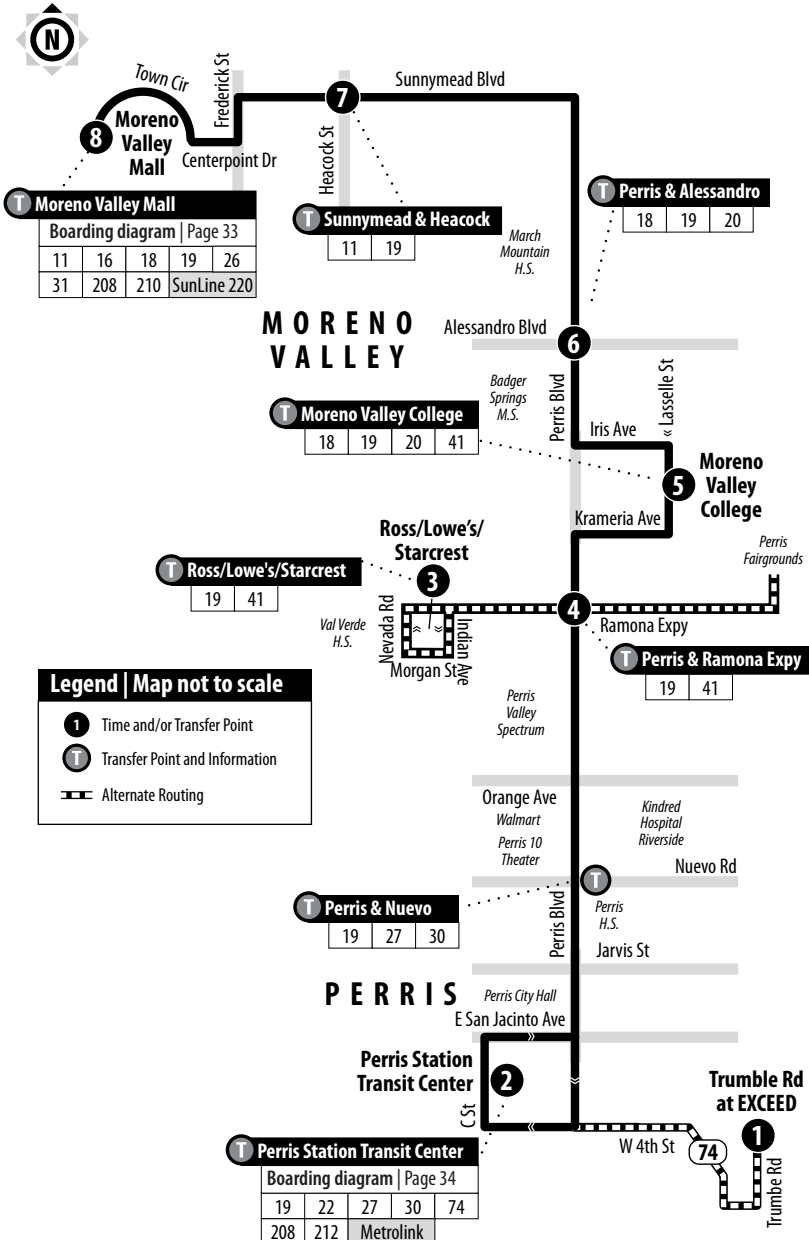 N
Town Cir
Frederick St
Sunnymead Blvd
7
8
Moreno
Valley
Mall
Centerpoint Dr
Heacock St
T Moreno Valley Mall
Boarding diagram | Page 33
11 16 18 19 26
31 208 210 SunLine 220
T Sunnymead & Heacock
11 19
T Perris & Alessandro
18 19 20
March
Mountain
H.S.
MORENO
VALLEY
Alessandro Blvd
6
Badger
Springs
M.S.
Perris Blvd
« Lasselle St
Iris Ave
T Moreno Valley College
18 19 20 41
5
Moreno
Valley
College
Krameria Ave
Ross/Lowe's/
Starcrest
3
Perris
Fairgrounds
T Ross/Lowe's/Starcrest
19 41
Val Verde
H.S.
Nevada Rd
Indian Ave
Morgan St
4
Ramona Expy
T Perris & Ramona Expy
19 41
Legend | Map not to scale
1 Time and/or Transfer Point
T Transfer Point and Information
Alternate Routing
Perris
Valley
Spectrum
Orange Ave
Walmart
Perris 10
Theater
Kindred
Hospital
Riverside
Nuevo Rd
T
T Perris & Nuevo
19 27 30
Perris Blvd
Perris
H.S.
Jarvis St
PERRIS
Perris City Hall
E San Jacinto Ave
Perris Station
Transit Center
2
C St
Trumble Rd
at EXCEED
1
W 4th St
74
Trumbe Rd
T Perris Station Transit Center
Boarding diagram | Page 34
19 22 27 30 74
208 212 Metrolink